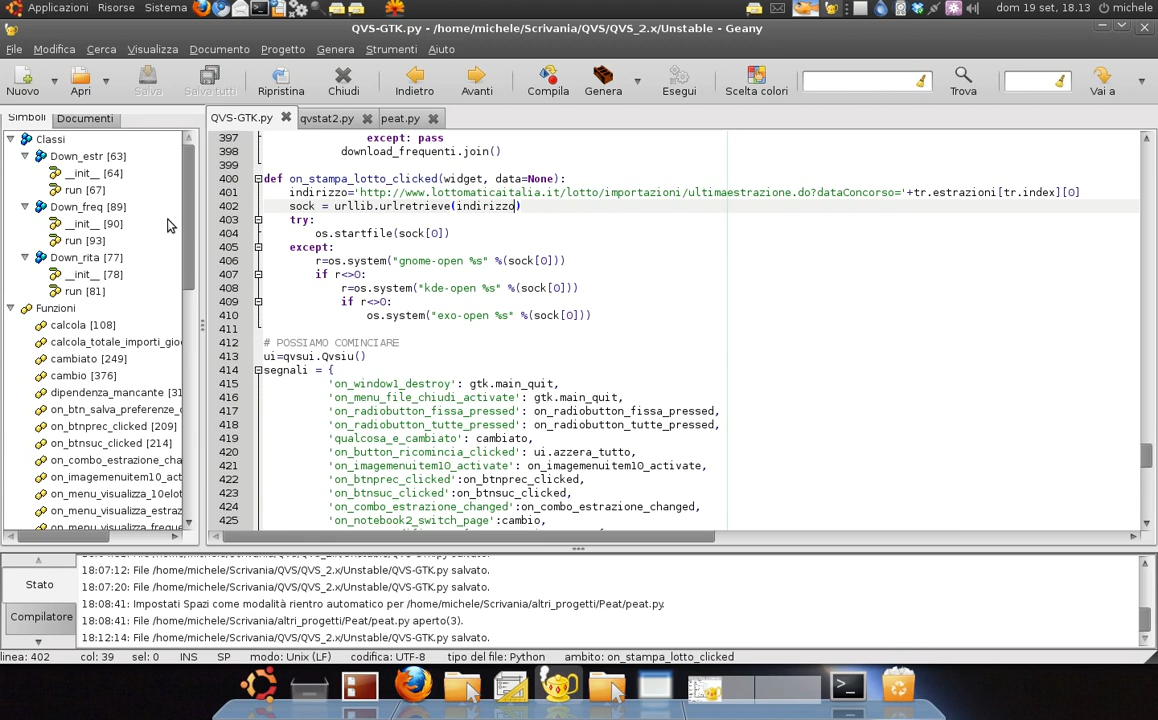 Applicazioni Risorse Sistema dom 19 set, 18.13 michele
QVS-GTK.py - /home/michele/Scrivania/QVS/QVS_2.x/Unstable - Geany
File Modifica Cerca Visualizza Documento Progetto Genera Strumenti Aiuto
Nuovo Apri Salva Salva tutti Ripristina Chiudi Indietro Avanti Compila Genera Esegui Scelta colori Trova Vai a
Simboli Documenti
QVS-GTK.py qvstat2.py peat.py
Classi
Down_estr [63]
__init__ [64]
run [67]
Down_freq [89]
__init__ [90]
run [93]
Down_rita [77]
__init__ [78]
run [81]
Funzioni
calcola [108]
calcola_totale_importi_gio
cambiato [249]
cambio [376]
dipendenza_mancante [31
on_btn_salva_preferenze_
on_btnprec_clicked [209]
on_btnsuc_clicked [214]
on_combo_estrazione_cha
on_imagemenuitem10_act
on_menu_visualizza_10elot
on_menu_visualizza_estraz
on_menu_visualizza_freque
397 except: pass
398 download_frequenti.join()
399
400 def on_stampa_lotto_clicked(widget, data=None):
401 indirizzo='http://www.lottomaticaitalia.it/lotto/importazioni/ultimaestrazione.do?dataConcorso='+tr.estrazioni[tr.index][0]
402 sock = urllib.urlretrieve(indirizzo)
403 try:
404 os.startfile(sock[0])
405 except:
406 r=os.system("gnome-open %s" %(sock[0]))
407 if r<>0:
408 r=os.system("kde-open %s" %(sock[0]))
409 if r<>0:
410 os.system("exo-open %s" %(sock[0]))
411
412 # POSSIAMO COMINCIARE
413 ui=qvsui.Qvsiu()
414 segnali = {
415 'on_window1_destroy': gtk.main_quit,
416 'on_menu_file_chiudi_activate': gtk.main_quit,
417 'on_radiobutton_fissa_pressed': on_radiobutton_fissa_pressed,
418 'on_radiobutton_tutte_pressed': on_radiobutton_tutte_pressed,
419 'qualcosa_e_cambiato': cambiato,
420 'on_button_ricomincia_clicked': ui.azzera_tutto,
421 'on_imagemenuitem10_activate': on_imagemenuitem10_activate,
422 'on_btnprec_clicked':on_btnprec_clicked,
423 'on_btnsuc_clicked':on_btnsuc_clicked,
424 'on_combo_estrazione_changed':on_combo_estrazione_changed,
425 'on_notebook2_switch_page':cambio,
Stato
Compilatore
18:07:12: File /home/michele/Scrivania/QVS/QVS_2.x/Unstable/QVS-GTK.py salvato.
18:07:20: File /home/michele/Scrivania/QVS/QVS_2.x/Unstable/QVS-GTK.py salvato.
18:08:41: Impostati Spazi come modalità rientro automatico per /home/michele/Scrivania/altri_progetti/Peat/peat.py.
18:08:41: File /home/michele/Scrivania/altri_progetti/Peat/peat.py aperto(3).
18:12:14: File /home/michele/Scrivania/QVS/QVS_2.x/Unstable/QVS-GTK.py salvato.
linea: 402 col: 39 sel: 0 INS SP modo: Unix (LF) codifica: UTF-8 tipo del file: Python ambito: on_stampa_lotto_clicked